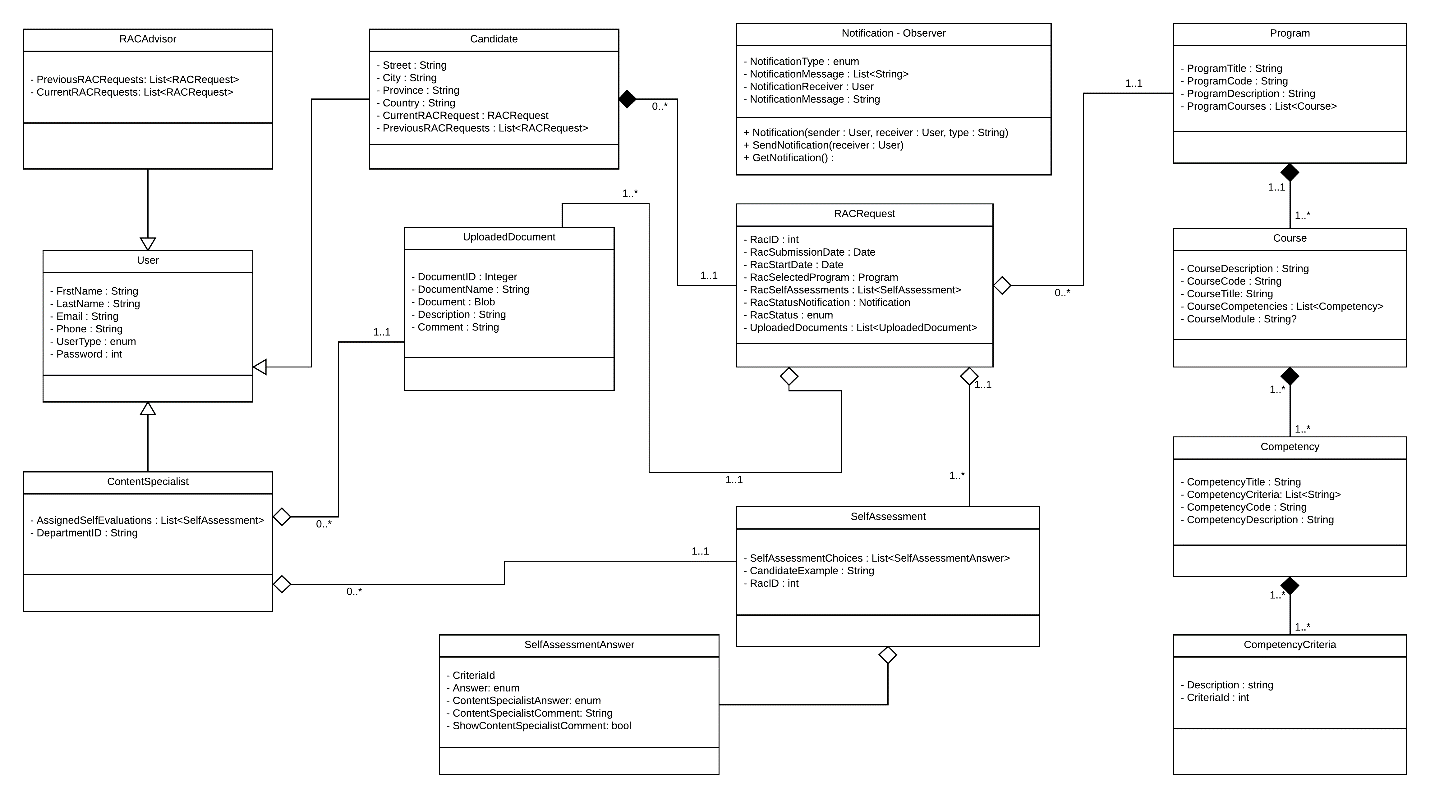 RACAdvisor
- PreviousRACRequests: List<RACRequest>
- CurrentRACRequests: List<RACRequest>
Candidate
- Street : String
- City : String
- Province : String
- Country : String
- CurrentRACRequest : RACRequest
- PreviousRACRequests : List<RACRequest>
0..*
1..1
Notification - Observer
- NotificationType : enum
- NotificationMessage : List<String>
- NotificationReceiver : User
- NotificationMessage : String
+ Notification(sender : User, receiver : User, type : String)
+ SendNotification(receiver : User)
+ GetNotification() :
Program
- ProgramTitle : String
- ProgramCode : String
- ProgramDescription : String
- ProgramCourses : List<Course>
1..1
0..*
1..1
1..*
User
- FrstName : String
- LastName : String
- Email : String
- Phone : String
- UserType : enum
- Password : int
UploadedDocument
- DocumentID : Integer
- DocumentName : String
- Document : Blob
- Description : String
- Comment : String
1..*
1..1
1..1
0..*
RACRequest
- RacID : int
- RacSubmissionDate : Date
- RacStartDate : Date
- RacSelectedProgram : Program
- RacSelfAssessments : List<SelfAssessment>
- RacStatusNotification : Notification
- RacStatus : enum
- UploadedDocuments : List<UploadedDocument>
1..1
1..*
Course
- CourseDescription : String
- CourseCode : String
- CourseTitle: String
- CourseCompetencies : List<Competency>
- CourseModule : String?
1..*
1..*
ContentSpecialist
- AssignedSelfEvaluations : List<SelfAssessment>
- DepartmentID : String
0..*
1..1
SelfAssessment
- SelfAssessmentChoices : List<SelfAssessmentAnswer>
- CandidateExample : String
- RacID : int
Competency
- CompetencyTitle : String
- CompetencyCriteria: List<String>
- CompetencyCode : String
- CompetencyDescription : String
1..*
1..*
SelfAssessmentAnswer
- CriteriaId
- Answer: enum
- ContentSpecialistAnswer: enum
- ContentSpecialistComment: String
- ShowContentSpecialistComment: bool
CompetencyCriteria
- Description : string
- CriteriaId : int